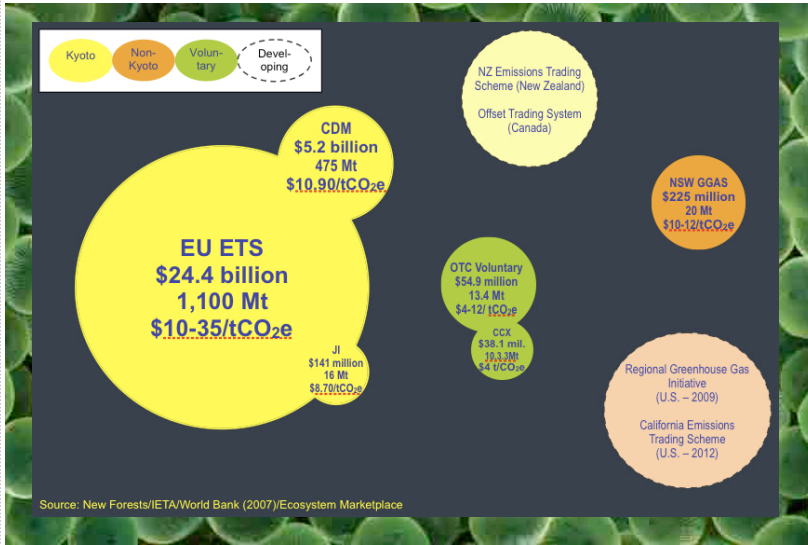 Kyoto
Non-
Kyoto
Volun-
tary
Devel-
oping
NZ Emissions Trading
Scheme (New Zealand)
Offset Trading System
(Canada)
CDM
$5.2 billion
475 Mt
$10.90/tCO₂e
NSW GGAS
$225 million
20 Mt
$10-12/tCO₂e
EU ETS
$24.4 billion
1,100 Mt
$10-35/tCO₂e
OTC Voluntary
$54.9 million
13.4 Mt
$4-12/ tCO₂e
CCX
$38.1 mil.
10,3.3Mt
$4 t/CO₂e
JI
$141 million
16 Mt
$8.70/tCO₂e
Regional Greenhouse Gas
Initiative
(U.S. – 2009)
California Emissions
Trading Scheme
(U.S. – 2012)
Source: New Forests/IETA/World Bank (2007)/Ecosystem Marketplace